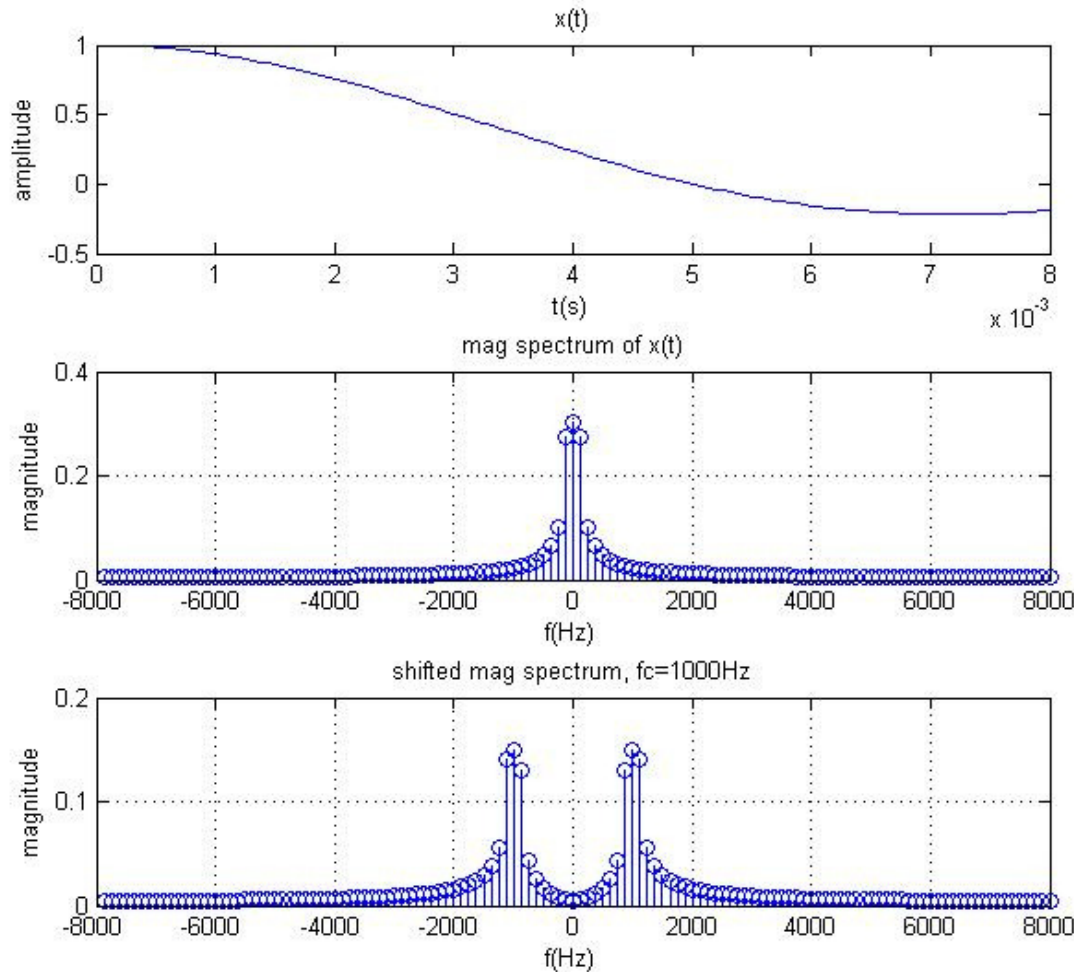 x(t)
1
0.5
0
-0.5
amplitude
0 1 2 3 4 5 6 7 8
t(s)
x 10^-3
mag spectrum of x(t)
0.4
0.2
0
magnitude
-8000 -6000 -4000 -2000 0 2000 4000 6000 8000
f(Hz)
shifted mag spectrum, fc=1000Hz
0.2
0.1
0
magnitude
-8000 -6000 -4000 -2000 0 2000 4000 6000 8000
f(Hz)